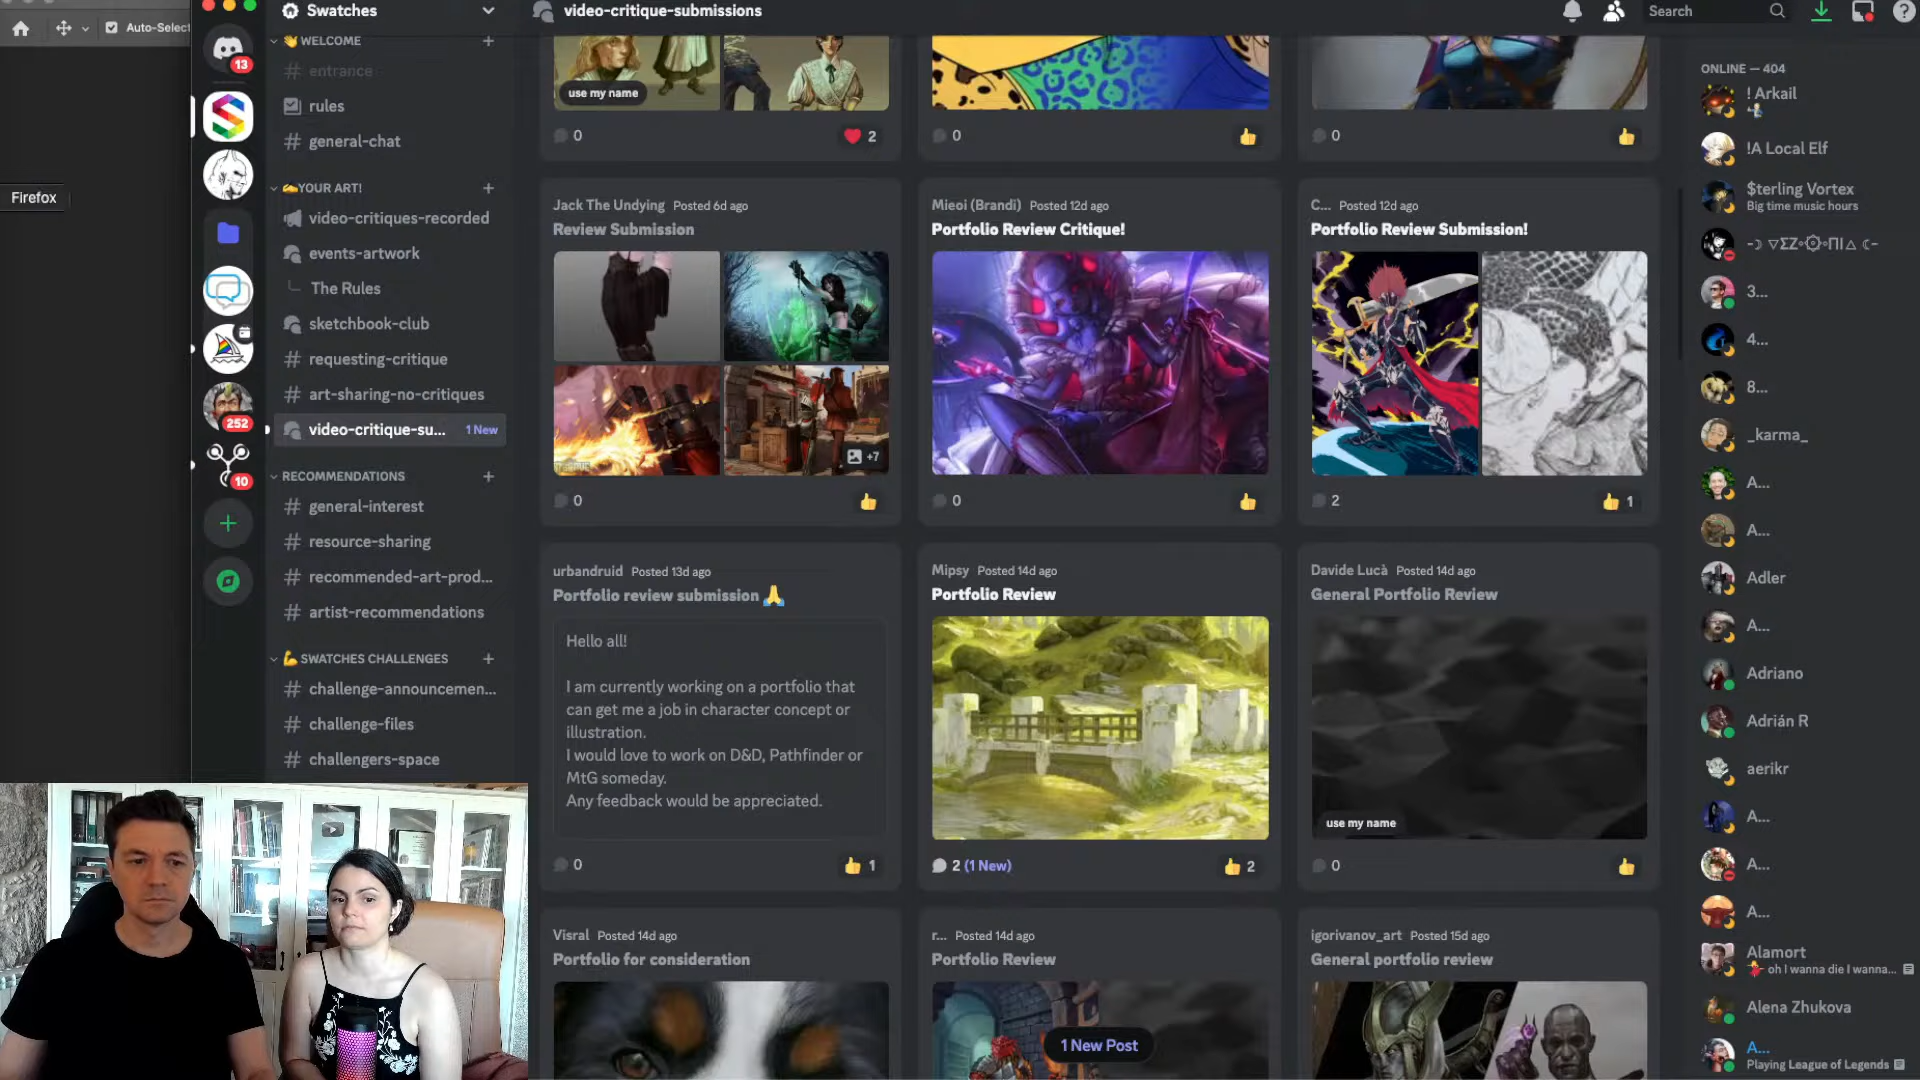 Auto-Select
Firefox
13
252
10
Swatches
👋 WELCOME
# entrance
rules
# general-chat
✍️YOUR ART!
video-critiques-recorded
events-artwork
The Rules
sketchbook-club
# requesting-critique
# art-sharing-no-critiques
video-critique-su... 1 New
RECOMMENDATIONS
# general-interest
# resource-sharing
# recommended-art-prod...
# artist-recommendations
💪 SWATCHES CHALLENGES
# challenge-announcemen...
# challenge-files
# challengers-space
video-critique-submissions
Search
use my name
0 ❤️ 2
0 👍
0 👍
Jack The Undying Posted 6d ago
Review Submission
+7
0 👍
Mieoi (Brandi) Posted 12d ago
Portfolio Review Critique!
0 👍
C... Posted 12d ago
Portfolio Review Submission!
2 👍 1
urbandruid Posted 13d ago
Portfolio review submission 🙏
Hello all!
I am currently working on a portfolio that
can get me a job in character concept or
illustration.
I would love to work on D&D, Pathfinder or
MtG someday.
Any feedback would be appreciated.
0 👍 1
Mipsy Posted 14d ago
Portfolio Review
2 (1 New) 👍 2
Davide Lucà Posted 14d ago
General Portfolio Review
use my name
0 👍
Visral Posted 14d ago
Portfolio for consideration
r... Posted 14d ago
Portfolio Review
1 New Post
igorivanov_art Posted 15d ago
General portfolio review
ONLINE — 404
! Arkail
!A Local Elf
$terling Vortex
Big time music hours
3...
4...
8...
_karma_
A...
A...
Adler
A...
Adriano
Adrián R
aerikr
A...
A...
A...
Alamort
oh I wanna die I wanna...
Alena Zhukova
A...
Playing League of Legends